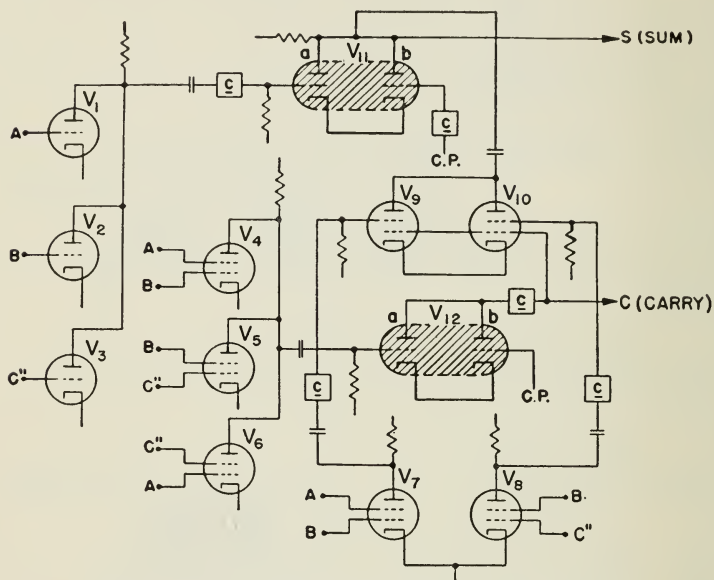 S (SUM)
a
V11
b
V1
A
C
C
C.P.
V9
V10
V2
B
A
V4
B
a
V12
b
C
C (CARRY)
V3
C"
B
V5
C"
C.P.
C
C
C"
V6
A
V7
V8
A
B
B.
C"